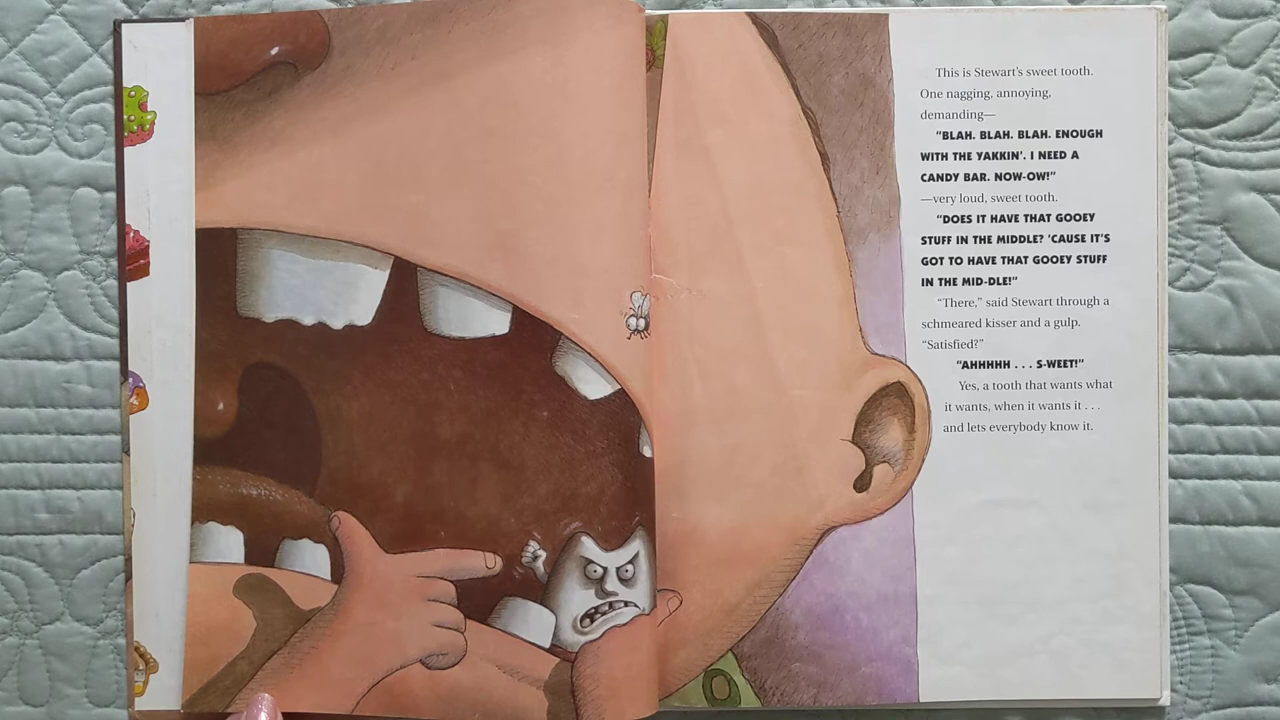 This is Stewart's sweet tooth.
One nagging, annoying,
demanding—
"BLAH. BLAH. BLAH. ENOUGH
WITH THE YAKKIN'. I NEED A
CANDY BAR. NOW-OW!"
—very loud, sweet tooth.
"DOES IT HAVE THAT GOOEY
STUFF IN THE MIDDLE? 'CAUSE IT'S
GOT TO HAVE THAT GOOEY STUFF
IN THE MID-DLE!"
"There," said Stewart through a
schmeared kisser and a gulp.
"Satisfied?"
"AHHHHH . . . S-WEET!"
Yes, a tooth that wants what
it wants, when it wants it . . .
and lets everybody know it.